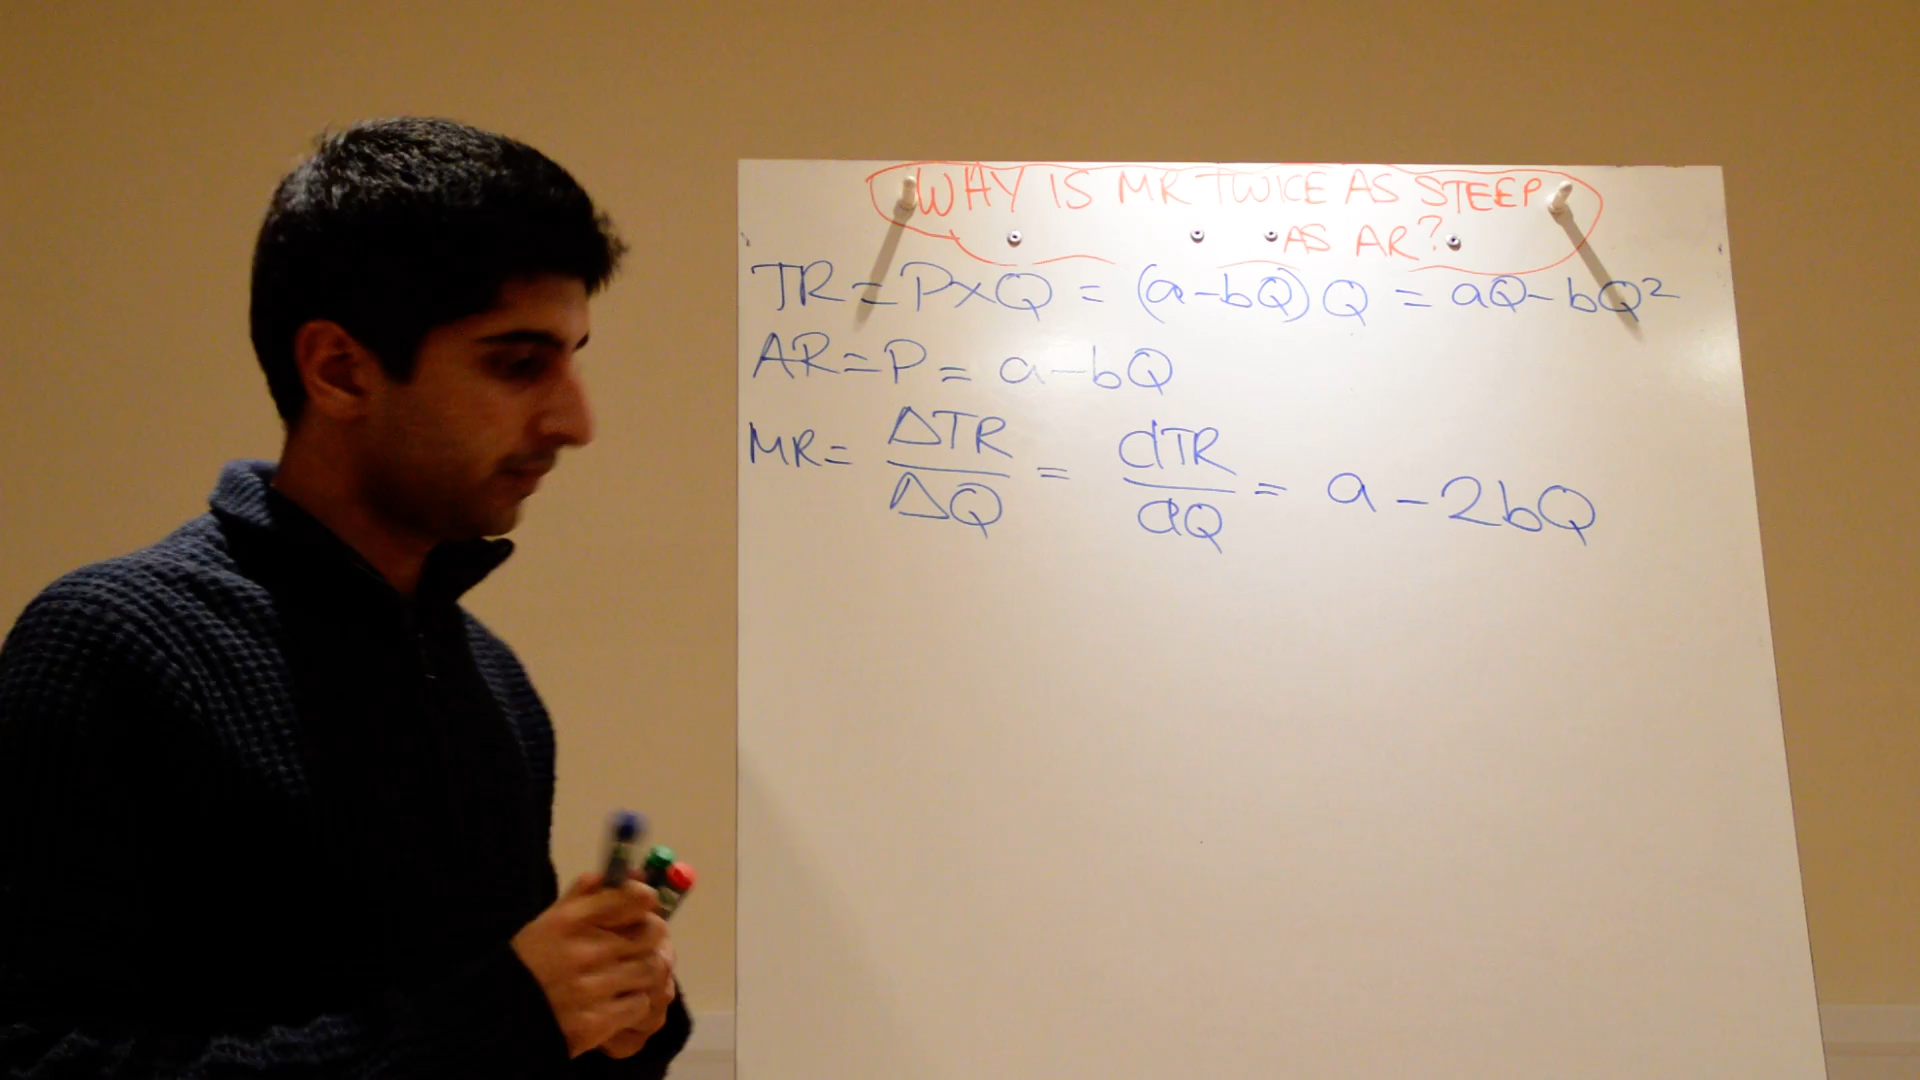 WHY IS MR TWICE AS STEEP
AS AR?
TR = P×Q = (a-bQ)Q = aQ-bQ²
AR = P = a-bQ
MR = ΔTR/ΔQ = dTR/dQ = a-2bQ